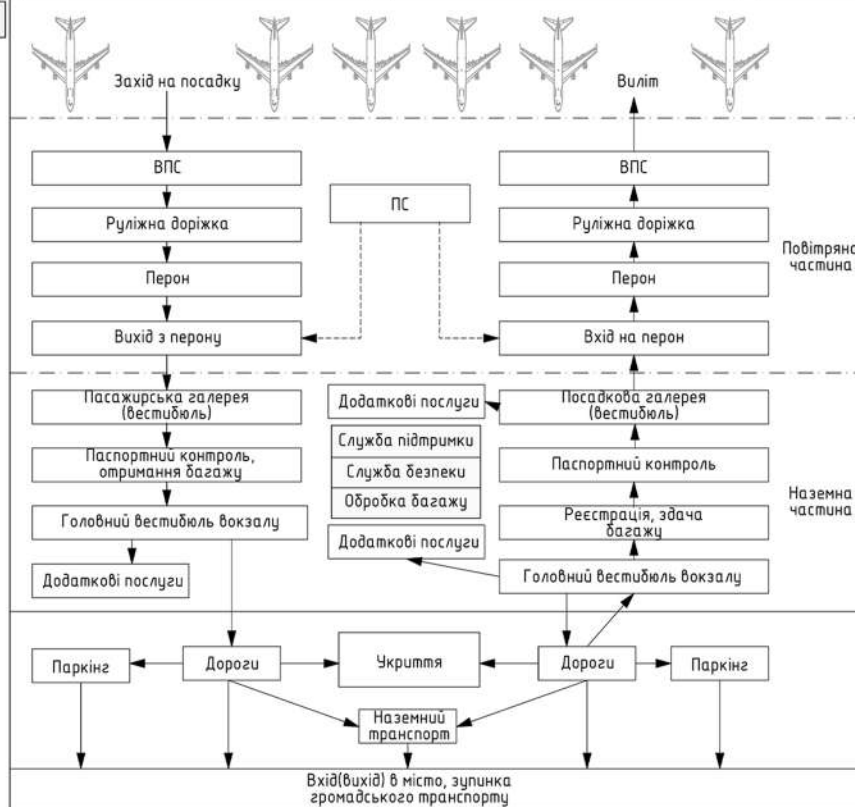 Захід на посадку
Виліт
ВПС
ВПС
ПС
Руліжна доріжка
Руліжна доріжка
Перон
Перон
Повітряна
частина
Вихід з перону
Вхід на перон
Пасажирська галерея
(вестибюль)
Додаткові послуги
Посадкова галерея
(вестибюль)
Служба підтримки
Паспортний контроль,
отримання багажу
Служба безпеки
Паспортний контроль
Обробка багажу
Наземна
частина
Головний вестибюль вокзалу
Реєстрація, здача
багажу
Додаткові послуги
Додаткові послуги
Головний вестибюль вокзалу
Паркінг
Дороги
Укриття
Дороги
Паркінг
Наземний
транспорт
Вхід(вихід) в місто, зупинка
громадського транспорту